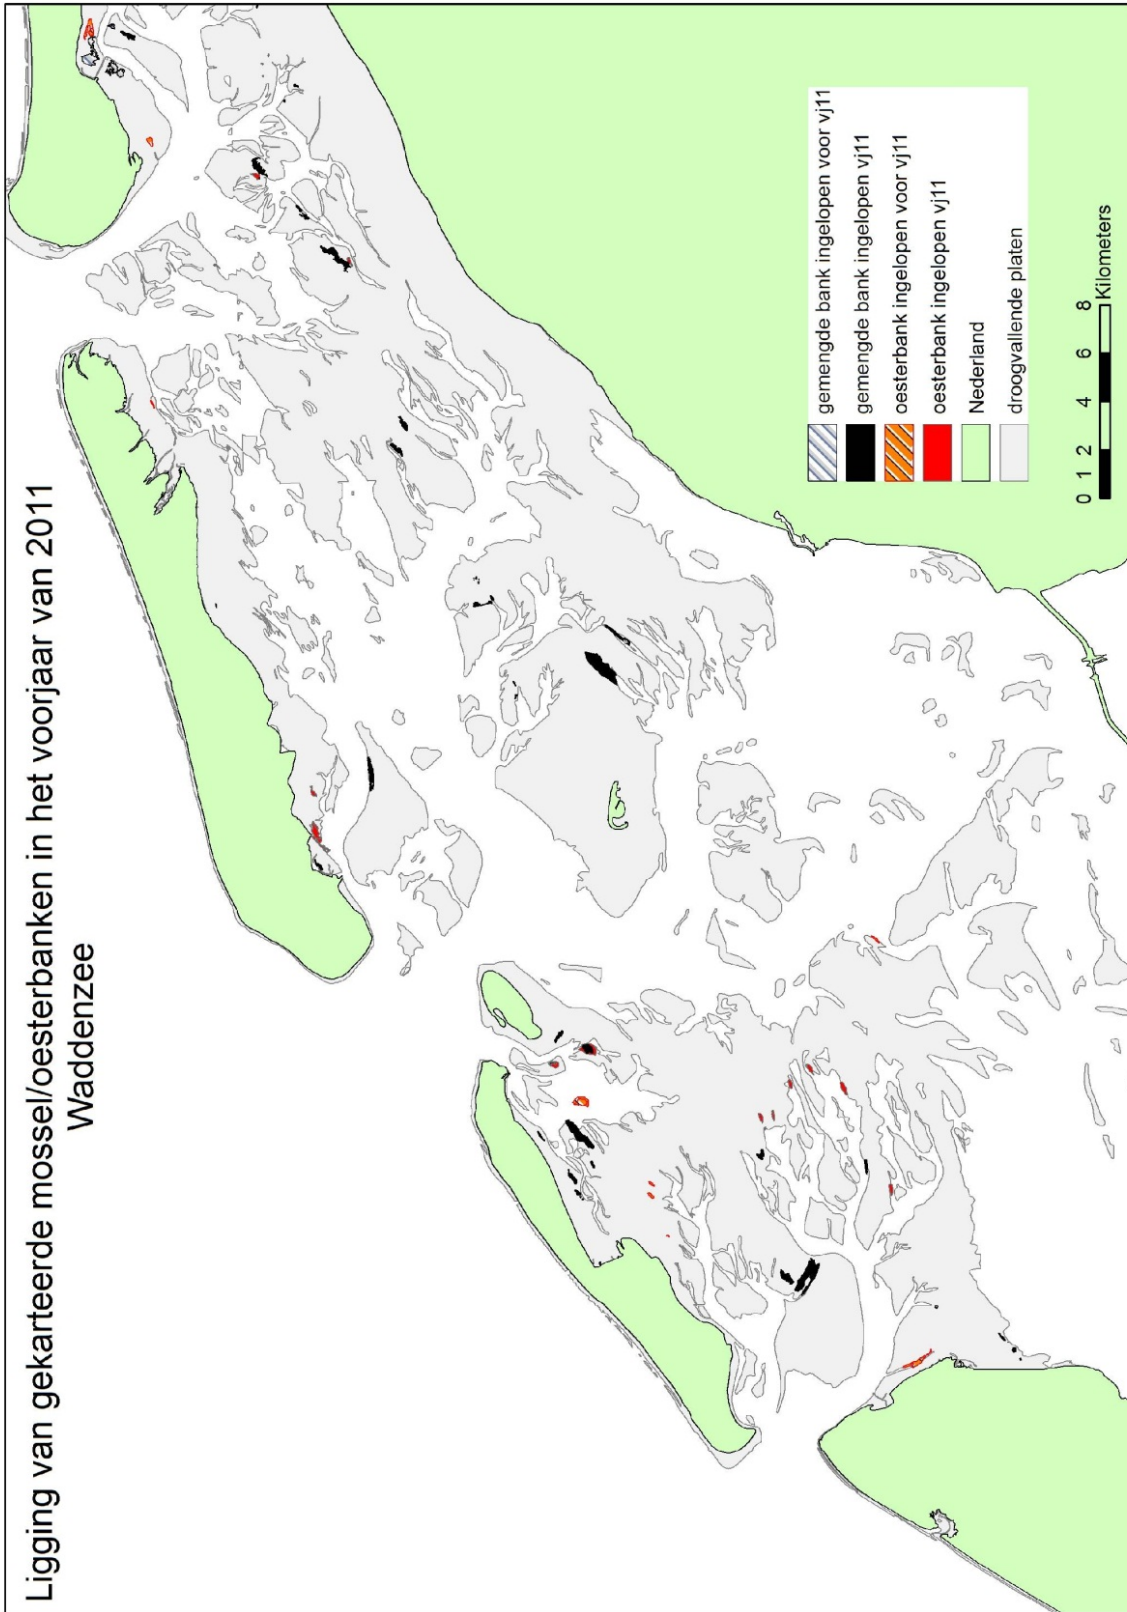 Ligging van gekarteerde mossel/oesterbanken in het voorjaar van 2011
Waddenzee
gemengde bank ingelopen voor vj11
gemengde bank ingelopen vj11
oesterbank ingelopen voor vj11
oesterbank ingelopen vj11
Nederland
droogvallende platen
0 1 2 4 6 8
Kilometers